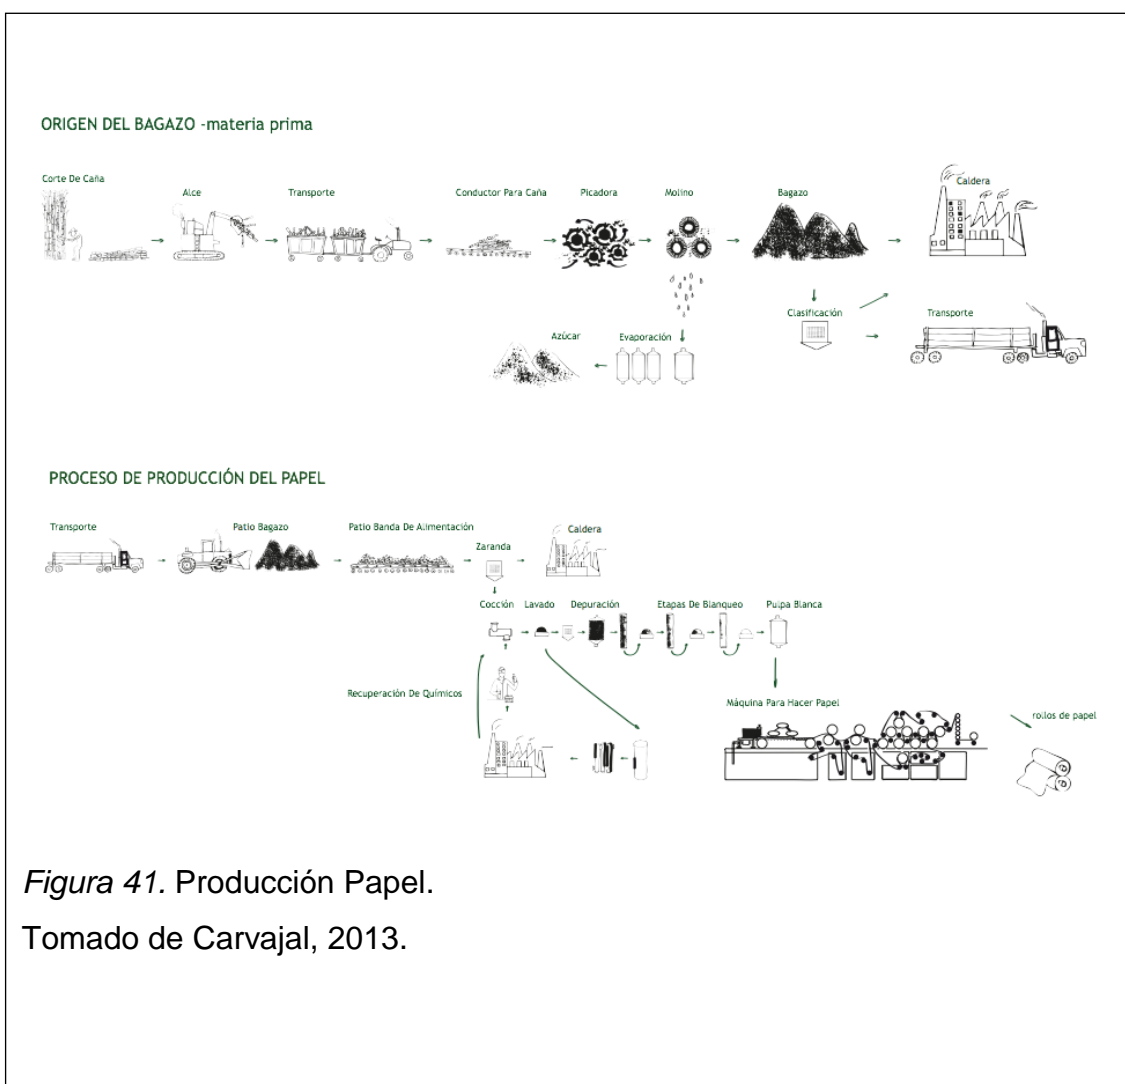 ORIGEN DEL BAGAZO -materia prima
Corte De Caña
Alce
Transporte
Conductor Para Caña
Picadora
Molino
Bagazo
Caldera
Clasificación
Transporte
Azúcar
Evaporación
PROCESO DE PRODUCCIÓN DEL PAPEL
Transporte
Patio Bagazo
Patio Banda De Alimentación
Zaranda
Caldera
Cocción
Lavado
Depuración
Etapas De Blanqueo
Pulpa Blanca
Recuperación De Químicos
Máquina Para Hacer Papel
rollos de papel
Figura 41. Producción Papel.
Tomado de Carvajal, 2013.